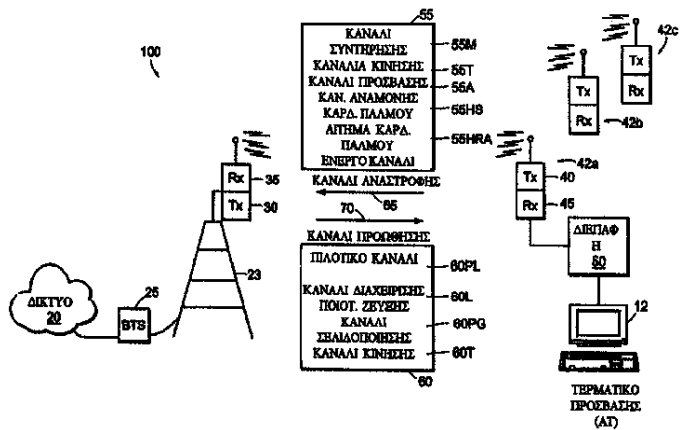 100
55
ΚΑΝΑΛΙ
ΣΥΝΤΗΡΗΣΗΣ
55M
ΚΑΝΑΛΙΑ ΚΙΝΗΣΗΣ
55T
ΚΑΝΑΛΙ ΠΡΟΣΒΑΣΗΣ
55A
ΚΑΝ. ΑΝΑΜΟΝΗΣ
55HS
ΚΑΡΔ. ΠΑΛΜΟΥ
ΑΙΤΗΜΑ ΚΑΡΔ.
55HRA
ΠΑΛΜΟΥ
ΕΝΕΡΓΟ ΚΑΝΑΛΙ
ΚΑΝΑΛΙ ΑΝΑΣΤΡΟΦΗΣ
65
70
ΚΑΝΑΛΙ ΠΡΟΩΘΗΣΗΣ
ΠΙΛΟΤΙΚΟ ΚΑΝΑΛΙ
60PL
ΚΑΝΑΛΙ ΔΙΑΧΕΙΡΙΣΗΣ
60L
ΠΟΙΟΤ. ΖΕΥΞΗΣ
ΚΑΝΑΛΙ
60PG
ΣΕΛΙΔΟΠΟΙΗΣΗΣ
ΚΑΝΑΛΙ ΚΙΝΗΣΗΣ
60T
60
Rx
35
Tx
30
23
25
BTS
ΔΙΚΤΥΟ
20
Tx
Rx
42c
Tx
Rx
42b
42a
Tx
40
Rx
45
ΔΙΕΠΑΦ
Η
50
12
ΤΕΡΜΑΤΙΚΟ
ΠΡΟΣΒΑΣΗΣ
(ΑΤ)